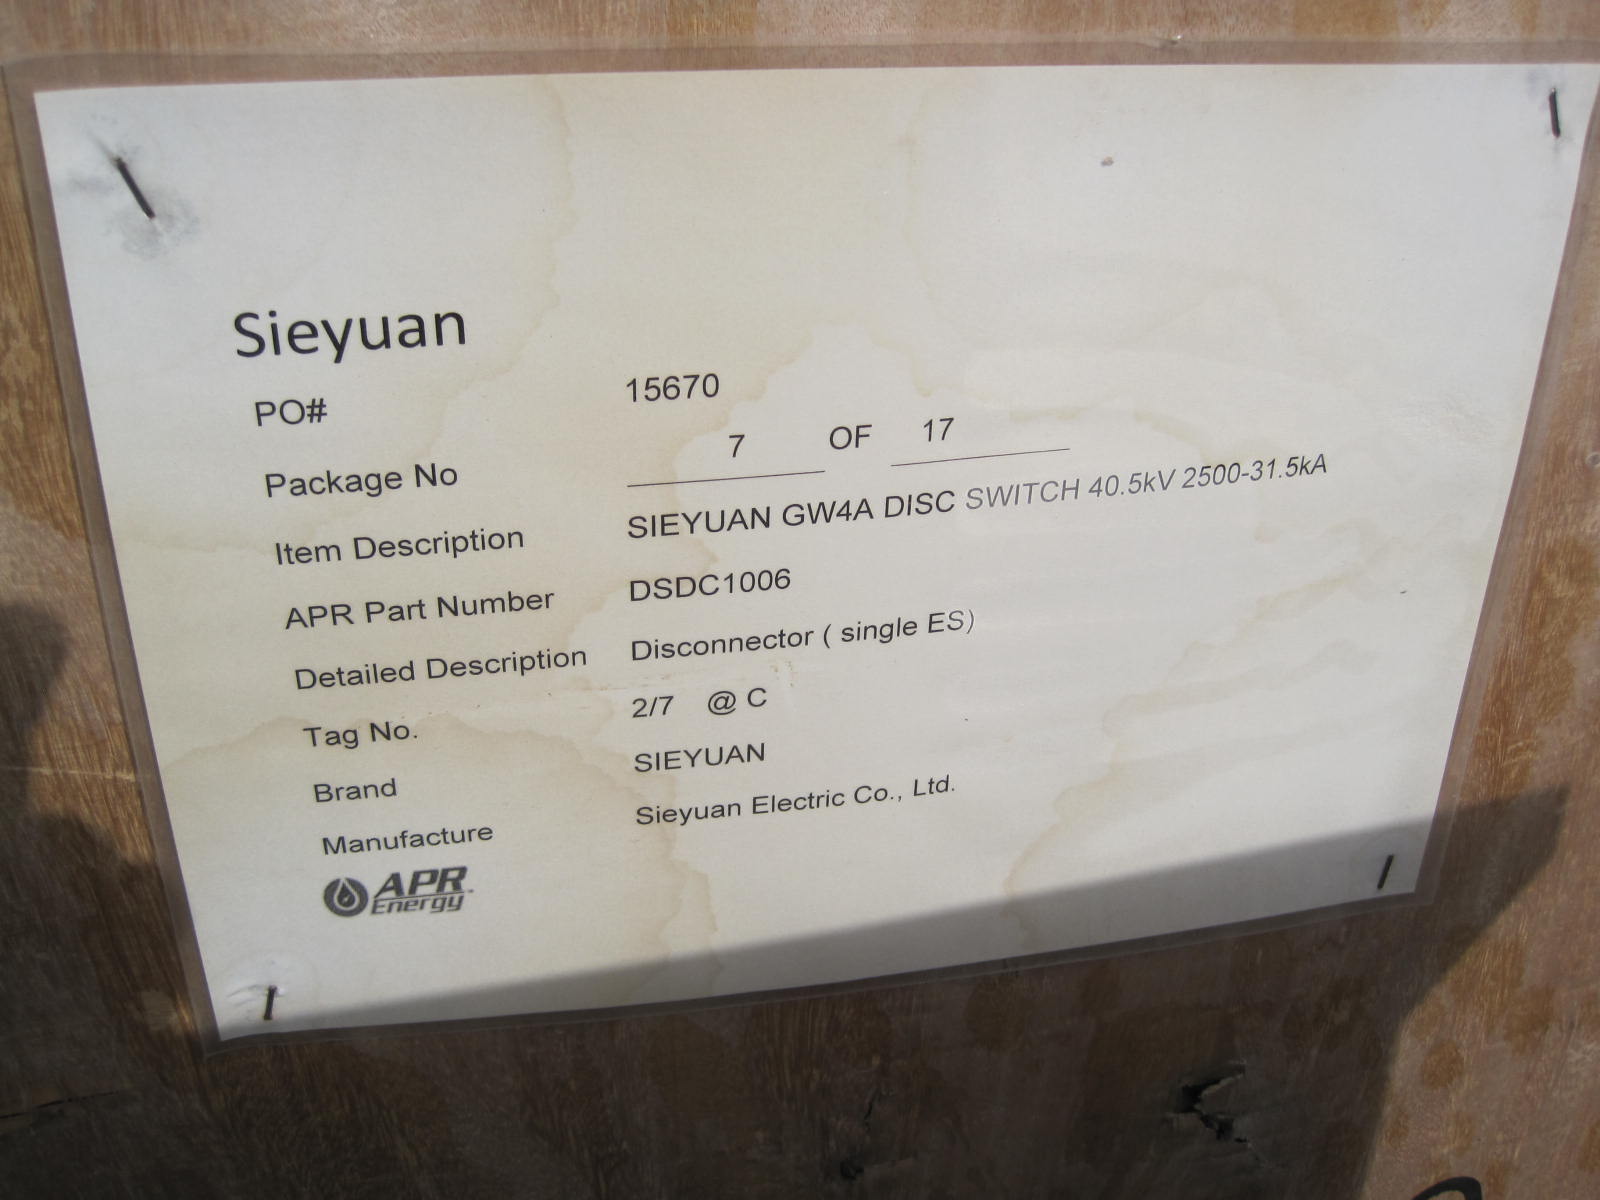 Sieyuan
PO# 15670
Package No 7 OF 17
Item Description SIEYUAN GW4A DISC SWITCH 40.5kV 2500-31.5kA
APR Part Number DSDC1006
Detailed Description Disconnector ( single ES)
Tag No. 2/7 @ C
Brand SIEYUAN
Manufacture Sieyuan Electric Co., Ltd.
APR
Energy